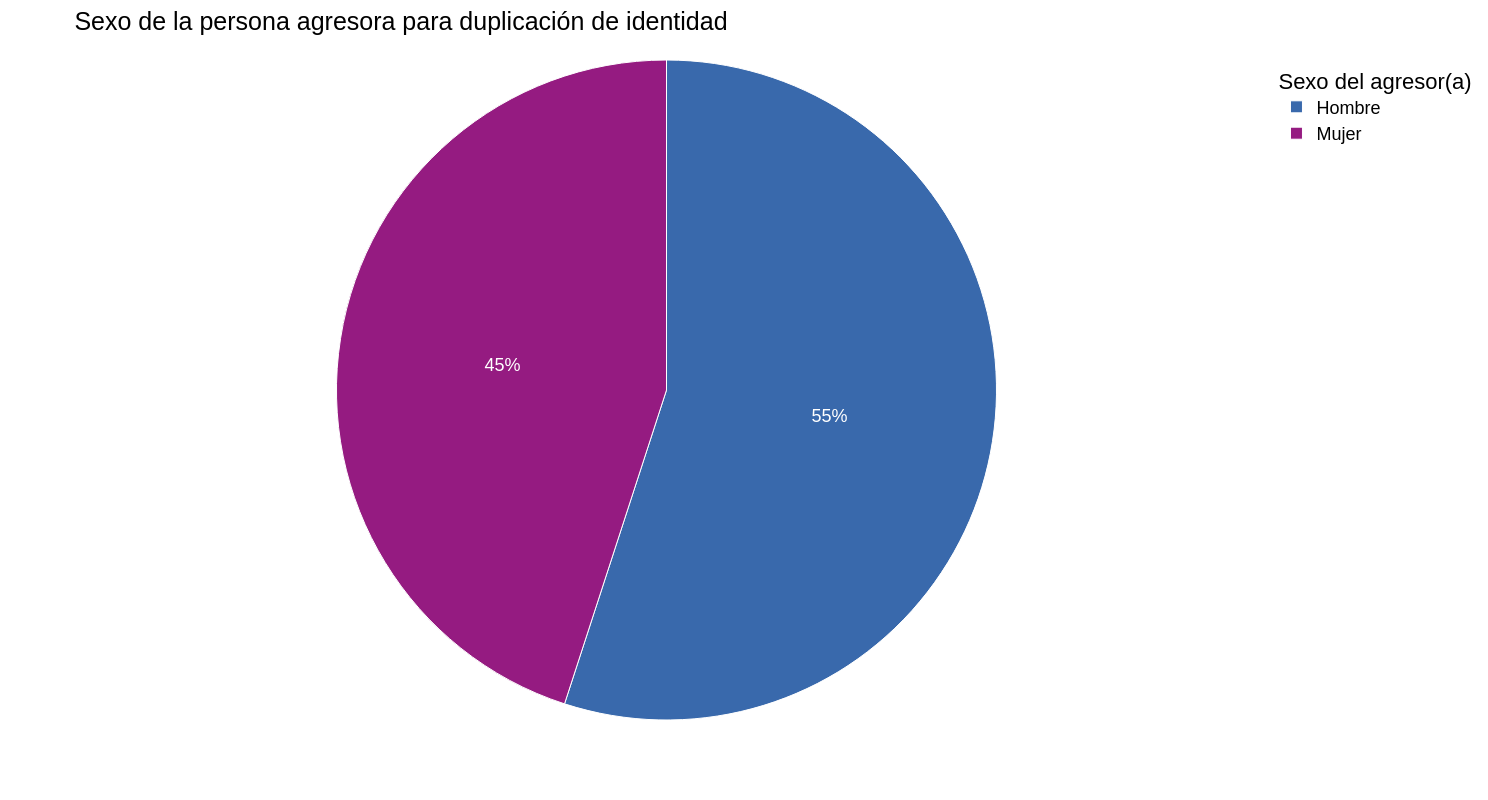 Sexo de la persona agresora para duplicación de identidad
Sexo del agresor(a)
Hombre
Mujer
45%
55%